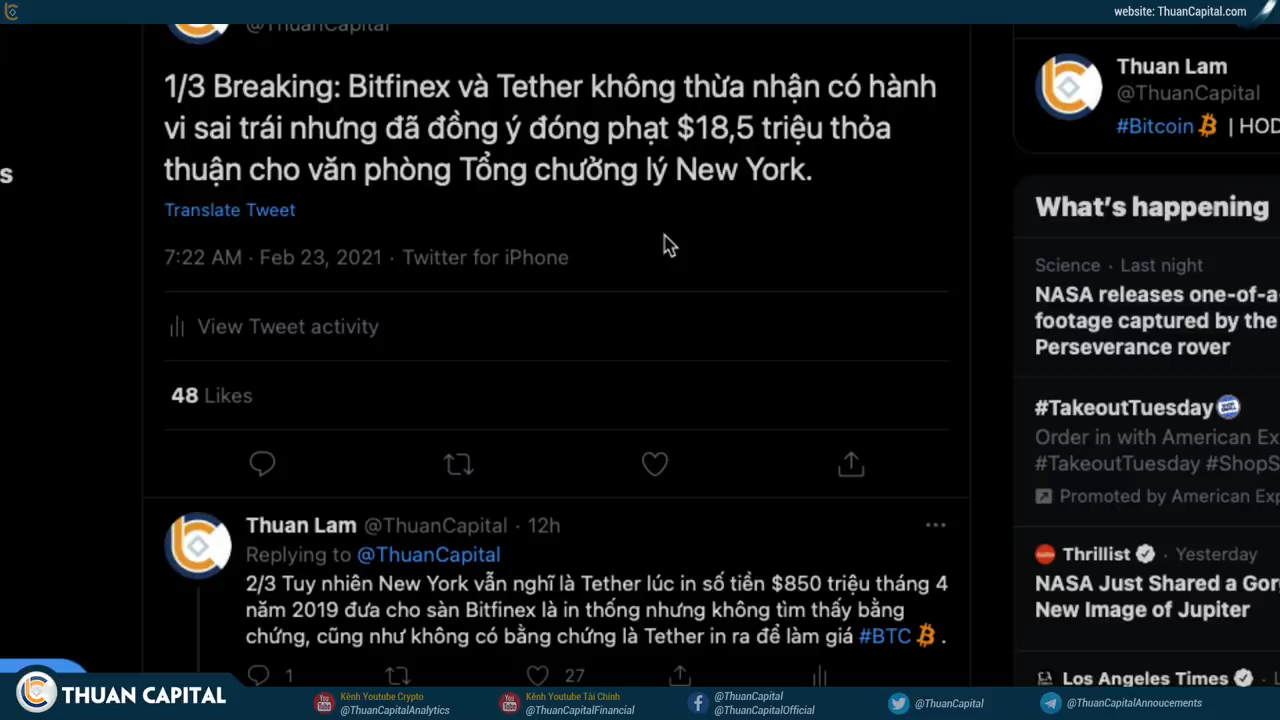 website: ThuanCapital.com
@ThuanCapital
1/3 Breaking: Bitfinex và Tether không thừa nhận có hành
vi sai trái nhưng đã đồng ý đóng phạt $18,5 triệu thỏa
thuận cho văn phòng Tổng chưởng lý New York.
Translate Tweet
7:22 AM · Feb 23, 2021 · Twitter for iPhone
View Tweet activity
48 Likes
Thuan Lam @ThuanCapital · 12h
Replying to @ThuanCapital
2/3 Tuy nhiên New York vẫn nghĩ là Tether lúc in số tiền $850 triệu tháng 4
năm 2019 đưa cho sàn Bitfinex là in thống nhưng không tìm thấy bằng
chứng, cũng như không có bằng chứng là Tether in ra để làm giá #BTC .
1
27
s
Thuan Lam
@ThuanCapital
#Bitcoin | HOD
What's happening
Science · Last night
NASA releases one-of-a-
footage captured by the
Perseverance rover
#TakeoutTuesday
Order in with American Ex
#TakeoutTuesday #ShopS
Promoted by American Exp
Thrillist · Yesterday
NASA Just Shared a Gor
New Image of Jupiter
Los Angeles Times
THUAN CAPITAL
Kênh Youtube Crypto
@ThuanCapitalAnalytics
Kênh Youtube Tài Chính
@ThuanCapitalFinancial
@ThuanCapital
@ThuanCapitalOfficial
@ThuanCapital
@ThuanCapitalAnnoucements